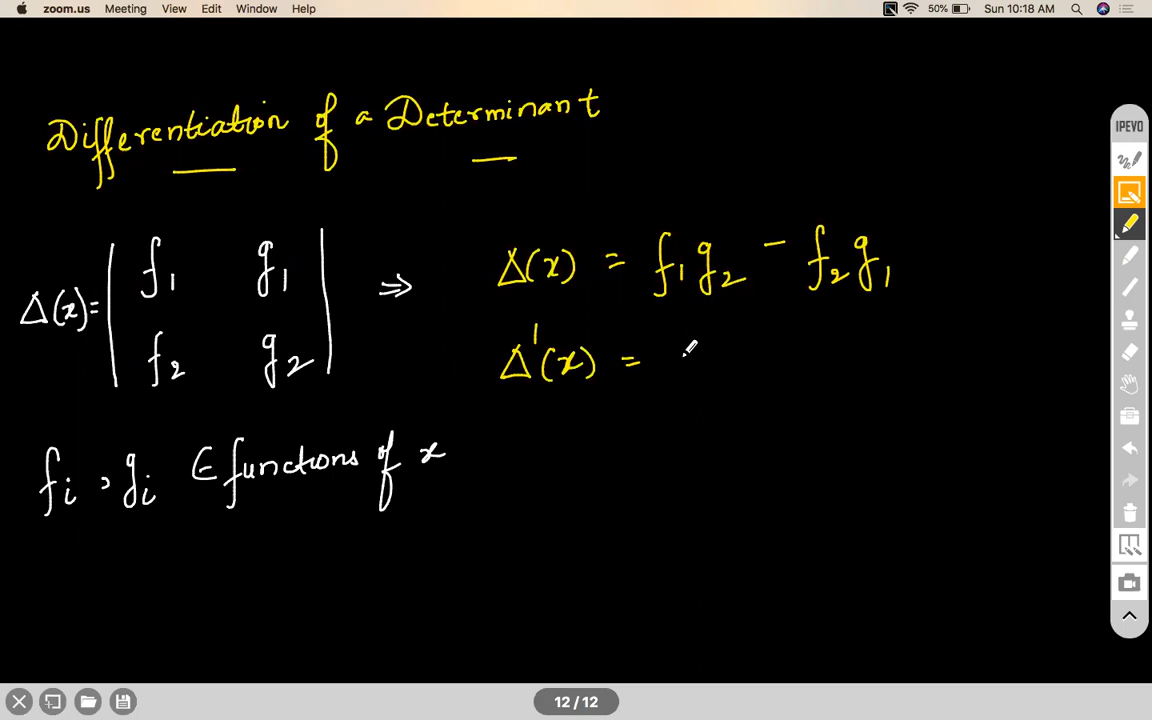 zoom.us Meeting View Edit Window Help 50% Sun 10:18 AM
Differentiation of a Determinant
IPEVO
Δ(x)= | f₁ g₁ | ⇒ Δ(x) = f₁g₂ − f₂g₁
| f₂ g₂ | Δ'(x) =
fᵢ, gᵢ ∈ functions of x
12/12